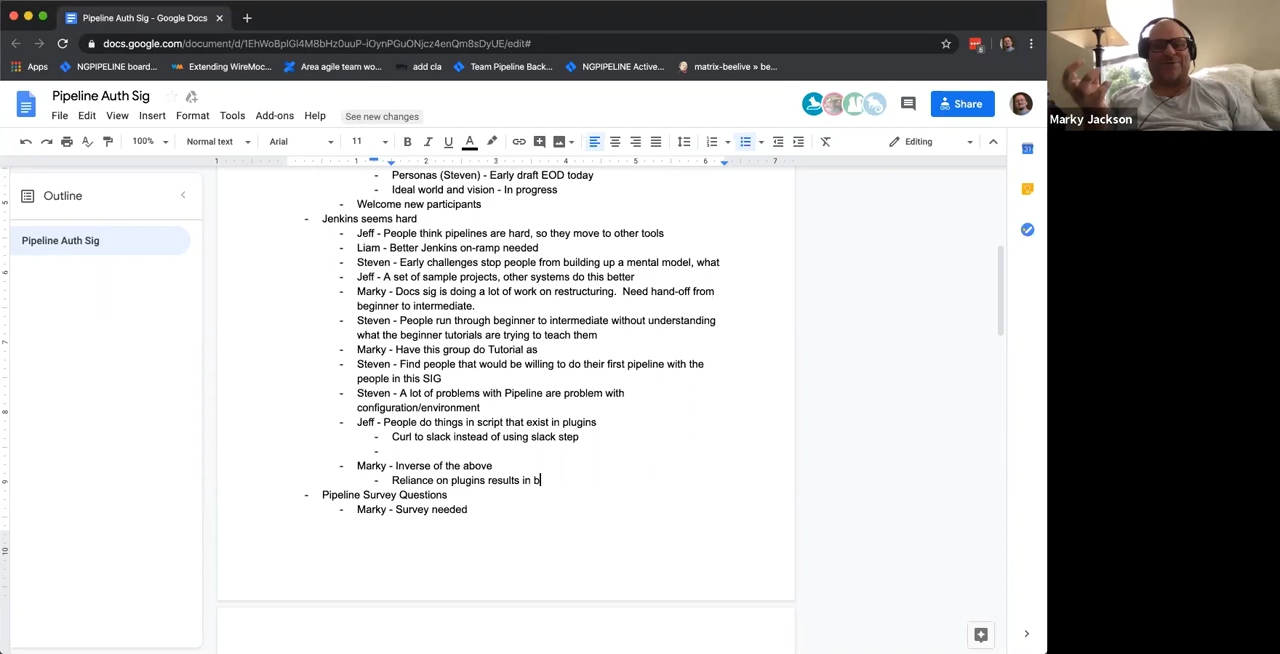 Pipeline Auth Sig - Google Docs
docs.google.com/document/d/1EhWoBplGl4M8bHz0uuP-iOynPGuONjcz4enQm8sDyUE/edit#
Apps
NGPIPELINE board...
Extending WireMoc...
Area agile team wo...
add cla
Team Pipeline Back...
NGPIPELINE Active...
matrix-beelive » be...
Pipeline Auth Sig
File Edit View Insert Format Tools Add-ons Help See new changes
Share
100% Normal text Arial 11 B I U A Editing
1 1 2 3 4 5 6 7
Outline
Pipeline Auth Sig
- Personas (Steven) - Early draft EOD today
- Ideal world and vision - In progress
- Welcome new participants
- Jenkins seems hard
- Jeff - People think pipelines are hard, so they move to other tools
- Liam - Better Jenkins on-ramp needed
- Steven - Early challenges stop people from building up a mental model, what
- Jeff - A set of sample projects, other systems do this better
- Marky - Docs sig is doing a lot of work on restructuring. Need hand-off from
beginner to intermediate.
- Steven - People run through beginner to intermediate without understanding
what the beginner tutorials are trying to teach them
- Marky - Have this group do Tutorial as
- Steven - Find people that would be willing to do their first pipeline with the
people in this SIG
- Steven - A lot of problems with Pipeline are problem with
configuration/environment
- Jeff - People do things in script that exist in plugins
- Curl to slack instead of using slack step
-
- Marky - Inverse of the above
- Reliance on plugins results in b
- Pipeline Survey Questions
- Marky - Survey needed
Marky Jackson